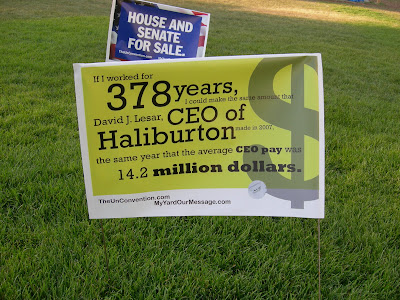 HOUSE AND
SENATE
FOR SALE.
If I worked for
378 years,
I could make the same amount that
David J. Lesar, CEO of
Haliburton made in 2007,
the same year that the average CEO pay was
14.2 million dollars.
$
TheUnConvention.com
MyYardOurMessage.com